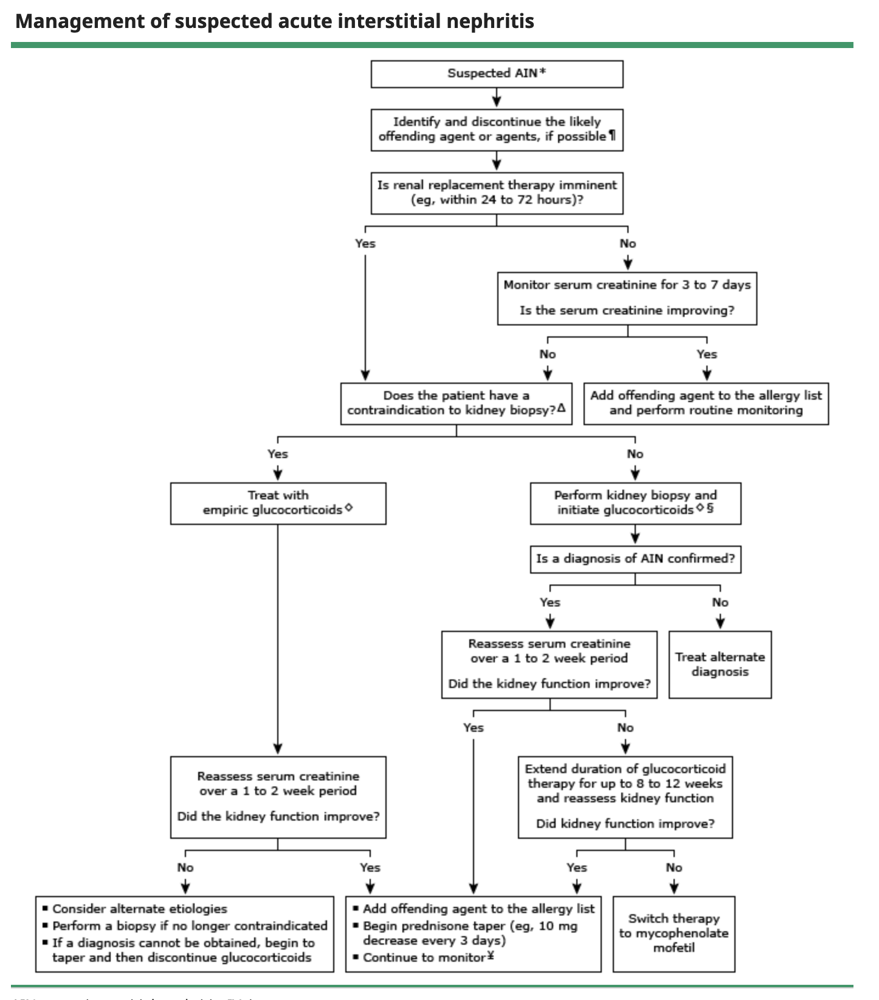 Management of suspected acute interstitial nephritis
Suspected AIN*
Identify and discontinue the likely
offending agent or agents, if possible¶
Is renal replacement therapy imminent
(eg, within 24 to 72 hours)?
Yes
No
Monitor serum creatinine for 3 to 7 days
Is the serum creatinine improving?
No
Yes
Does the patient have a
contraindication to kidney biopsy?Δ
Add offending agent to the allergy list
and perform routine monitoring
Yes
No
Treat with
empiric glucocorticoids◇
Perform kidney biopsy and
initiate glucocorticoids◇§
Is a diagnosis of AIN confirmed?
Yes
No
Reassess serum creatinine
over a 1 to 2 week period
Did the kidney function improve?
Treat alternate
diagnosis
Yes
No
Reassess serum creatinine
over a 1 to 2 week period
Did the kidney function improve?
Extend duration of glucocorticoid
therapy for up to 8 to 12 weeks
and reassess kidney function
Did kidney function improve?
No
Yes
Yes
No
▪ Consider alternate etiologies
▪ Perform a biopsy if no longer contraindicated
▪ If a diagnosis cannot be obtained, begin to
taper and then discontinue glucocorticoids
▪ Add offending agent to the allergy list
▪ Begin prednisone taper (eg, 10 mg
decrease every 3 days)
▪ Continue to monitor¥
Switch therapy
to mycophenolate
mofetil